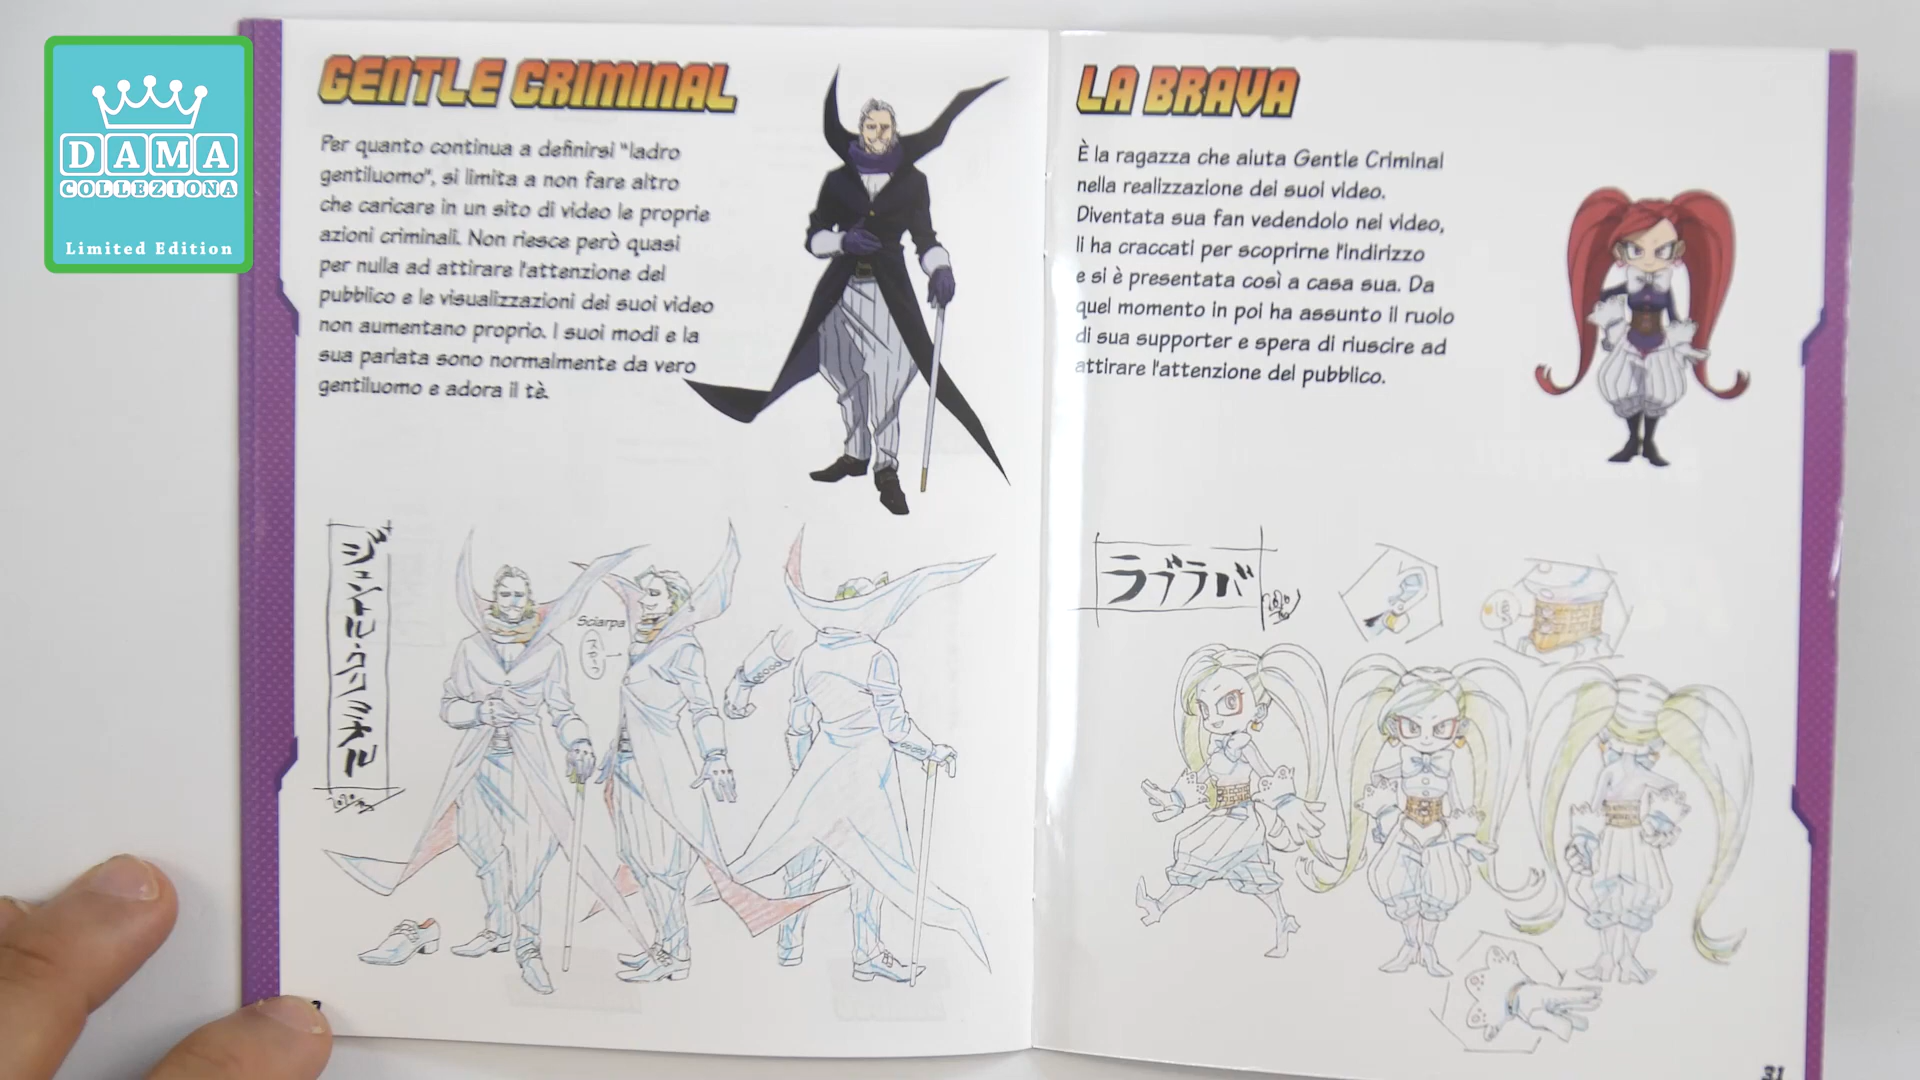 DAMA
COLLEZIONA
Limited Edition
GENTLE CRIMINAL
Per quanto continua a definirsi "ladro
gentiluomo", si limita a non fare altro
che caricare in un sito di video le proprie
azioni criminali. Non riesce però quasi
per nulla ad attirare l'attenzione del
pubblico e le visualizzazioni dei suoi video
non aumentano proprio. I suoi modi e la
sua parlata sono normalmente da vero
gentiluomo e adora il tè.
ジェントル・クリミナル
Sciarpa
スカーフ
LA BRAVA
È la ragazza che aiuta Gentle Criminal
nella realizzazione dei suoi video.
Diventata sua fan vedendolo nei video,
li ha craccati per scoprirne l'indirizzo
e si è presentata così a casa sua. Da
quel momento in poi ha assunto il ruolo
di sua supporter e spera di riuscire ad
attirare l'attenzione del pubblico.
ラブラバ
31